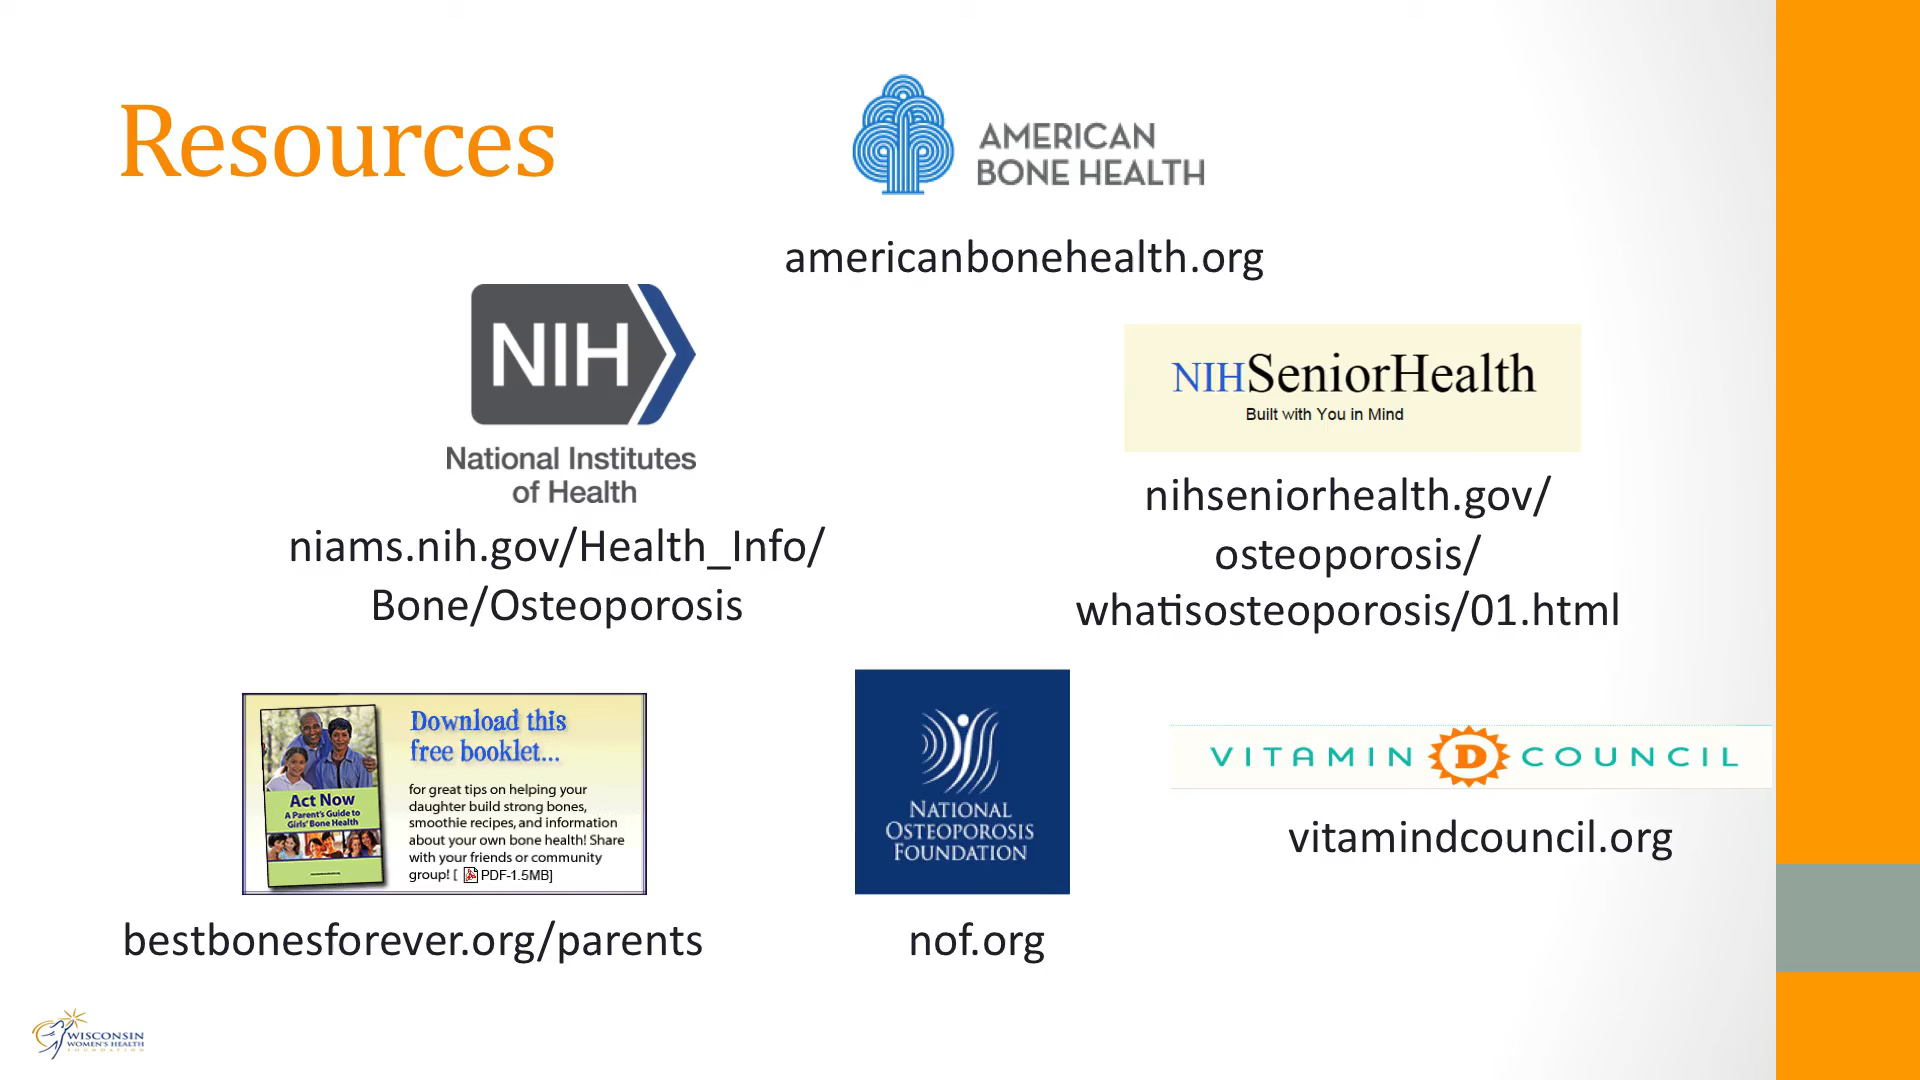 Resources
AMERICAN
BONE HEALTH
americanbonehealth.org
NIH
National Institutes
of Health
niams.nih.gov/Health_Info/
Bone/Osteoporosis
NIHSeniorHealth
Built with You in Mind
nihseniorhealth.gov/
osteoporosis/
whatisosteoporosis/01.html
Act Now
A Parent's Guide to
Girls' Bone Health
Download this
free booklet...
for great tips on helping your
daughter build strong bones,
smoothie recipes, and information
about your own bone health! Share
with your friends or community
group! [ PDF-1.5MB]
bestbonesforever.org/parents
NATIONAL
OSTEOPOROSIS
FOUNDATION
nof.org
VITAMIN D COUNCIL
vitamindcouncil.org
WISCONSIN
WOMEN'S HEALTH
FOUNDATION